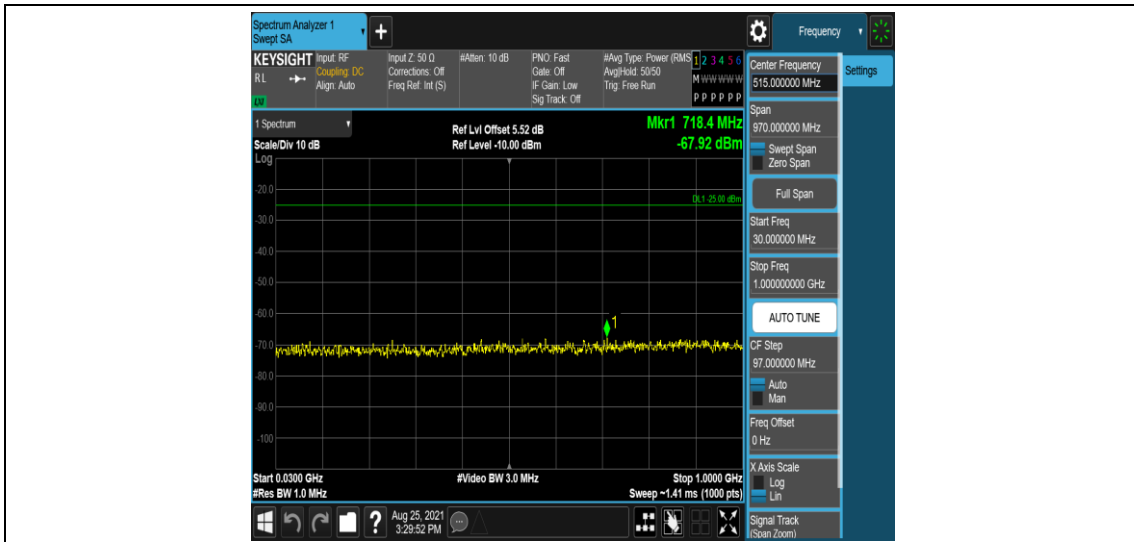 Spectrum Analyzer 1
Swept SA
+
Frequency
KEYSIGHT Input: RF Input Z: 50 Ω #Atten: 10 dB PNO: Fast #Avg Type: Power (RMS 1 2 3 4 5 6
RL Coupling: DC Corrections: Off Gate: Off Avg|Hold: 50/50 M W W W W W
Align: Auto Freq Ref: Int (S) IF Gain: Low Trig: Free Run
Sig Track: Off P P P P P P
LXI
1 Spectrum
Ref Lvl Offset 5.52 dB
Mkr1 718.4 MHz
Scale/Div 10 dB
Ref Level -10.00 dBm
-67.92 dBm
Log
-20.0
DL1 -25.00 dBm
-30.0
-40.0
-50.0
-60.0
1
-70.0
-80.0
-90.0
-100
Start 0.0300 GHz #Video BW 3.0 MHz Stop 1.0000 GHz
#Res BW 1.0 MHz Sweep ~1.41 ms (1000 pts)
?
Aug 25, 2021
3:29:52 PM
Center Frequency
515.000000 MHz
Settings
Span
970.000000 MHz
Swept Span
Zero Span
Full Span
Start Freq
30.000000 MHz
Stop Freq
1.000000000 GHz
AUTO TUNE
CF Step
97.000000 MHz
Auto
Man
Freq Offset
0 Hz
X Axis Scale
Log
Lin
Signal Track
(Span Zoom)